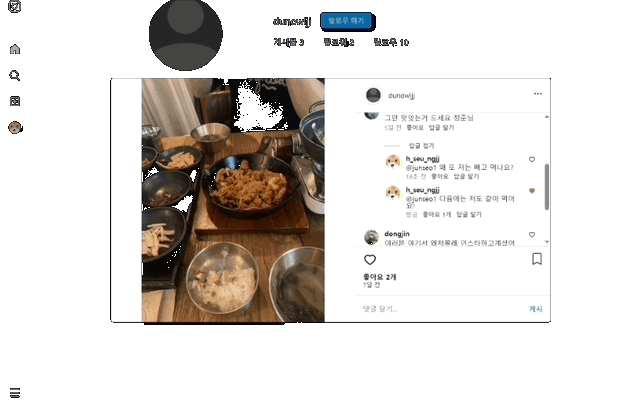 dunowijj 팔로우 하기
게시물 3 팔로워 2 팔로우 10
dunowjj
그만 맛있는거 드세요 정준님
5일 전 좋아요 답글 달기
답글 접기
h_seu_ngjj
@junseo1 왜 또 저는 빼고 먹나요?
18초 전 좋아요 답글 달기
h_seu_ngjj
@junseo1 다음에는 저도 같이 먹어
요!
방금 좋아요 1개 답글 달기
dongjin
여러분 여기서 왜저뭘래 인스타하고계셨어
좋아요 2개
7일 전
댓글 달기...
게시